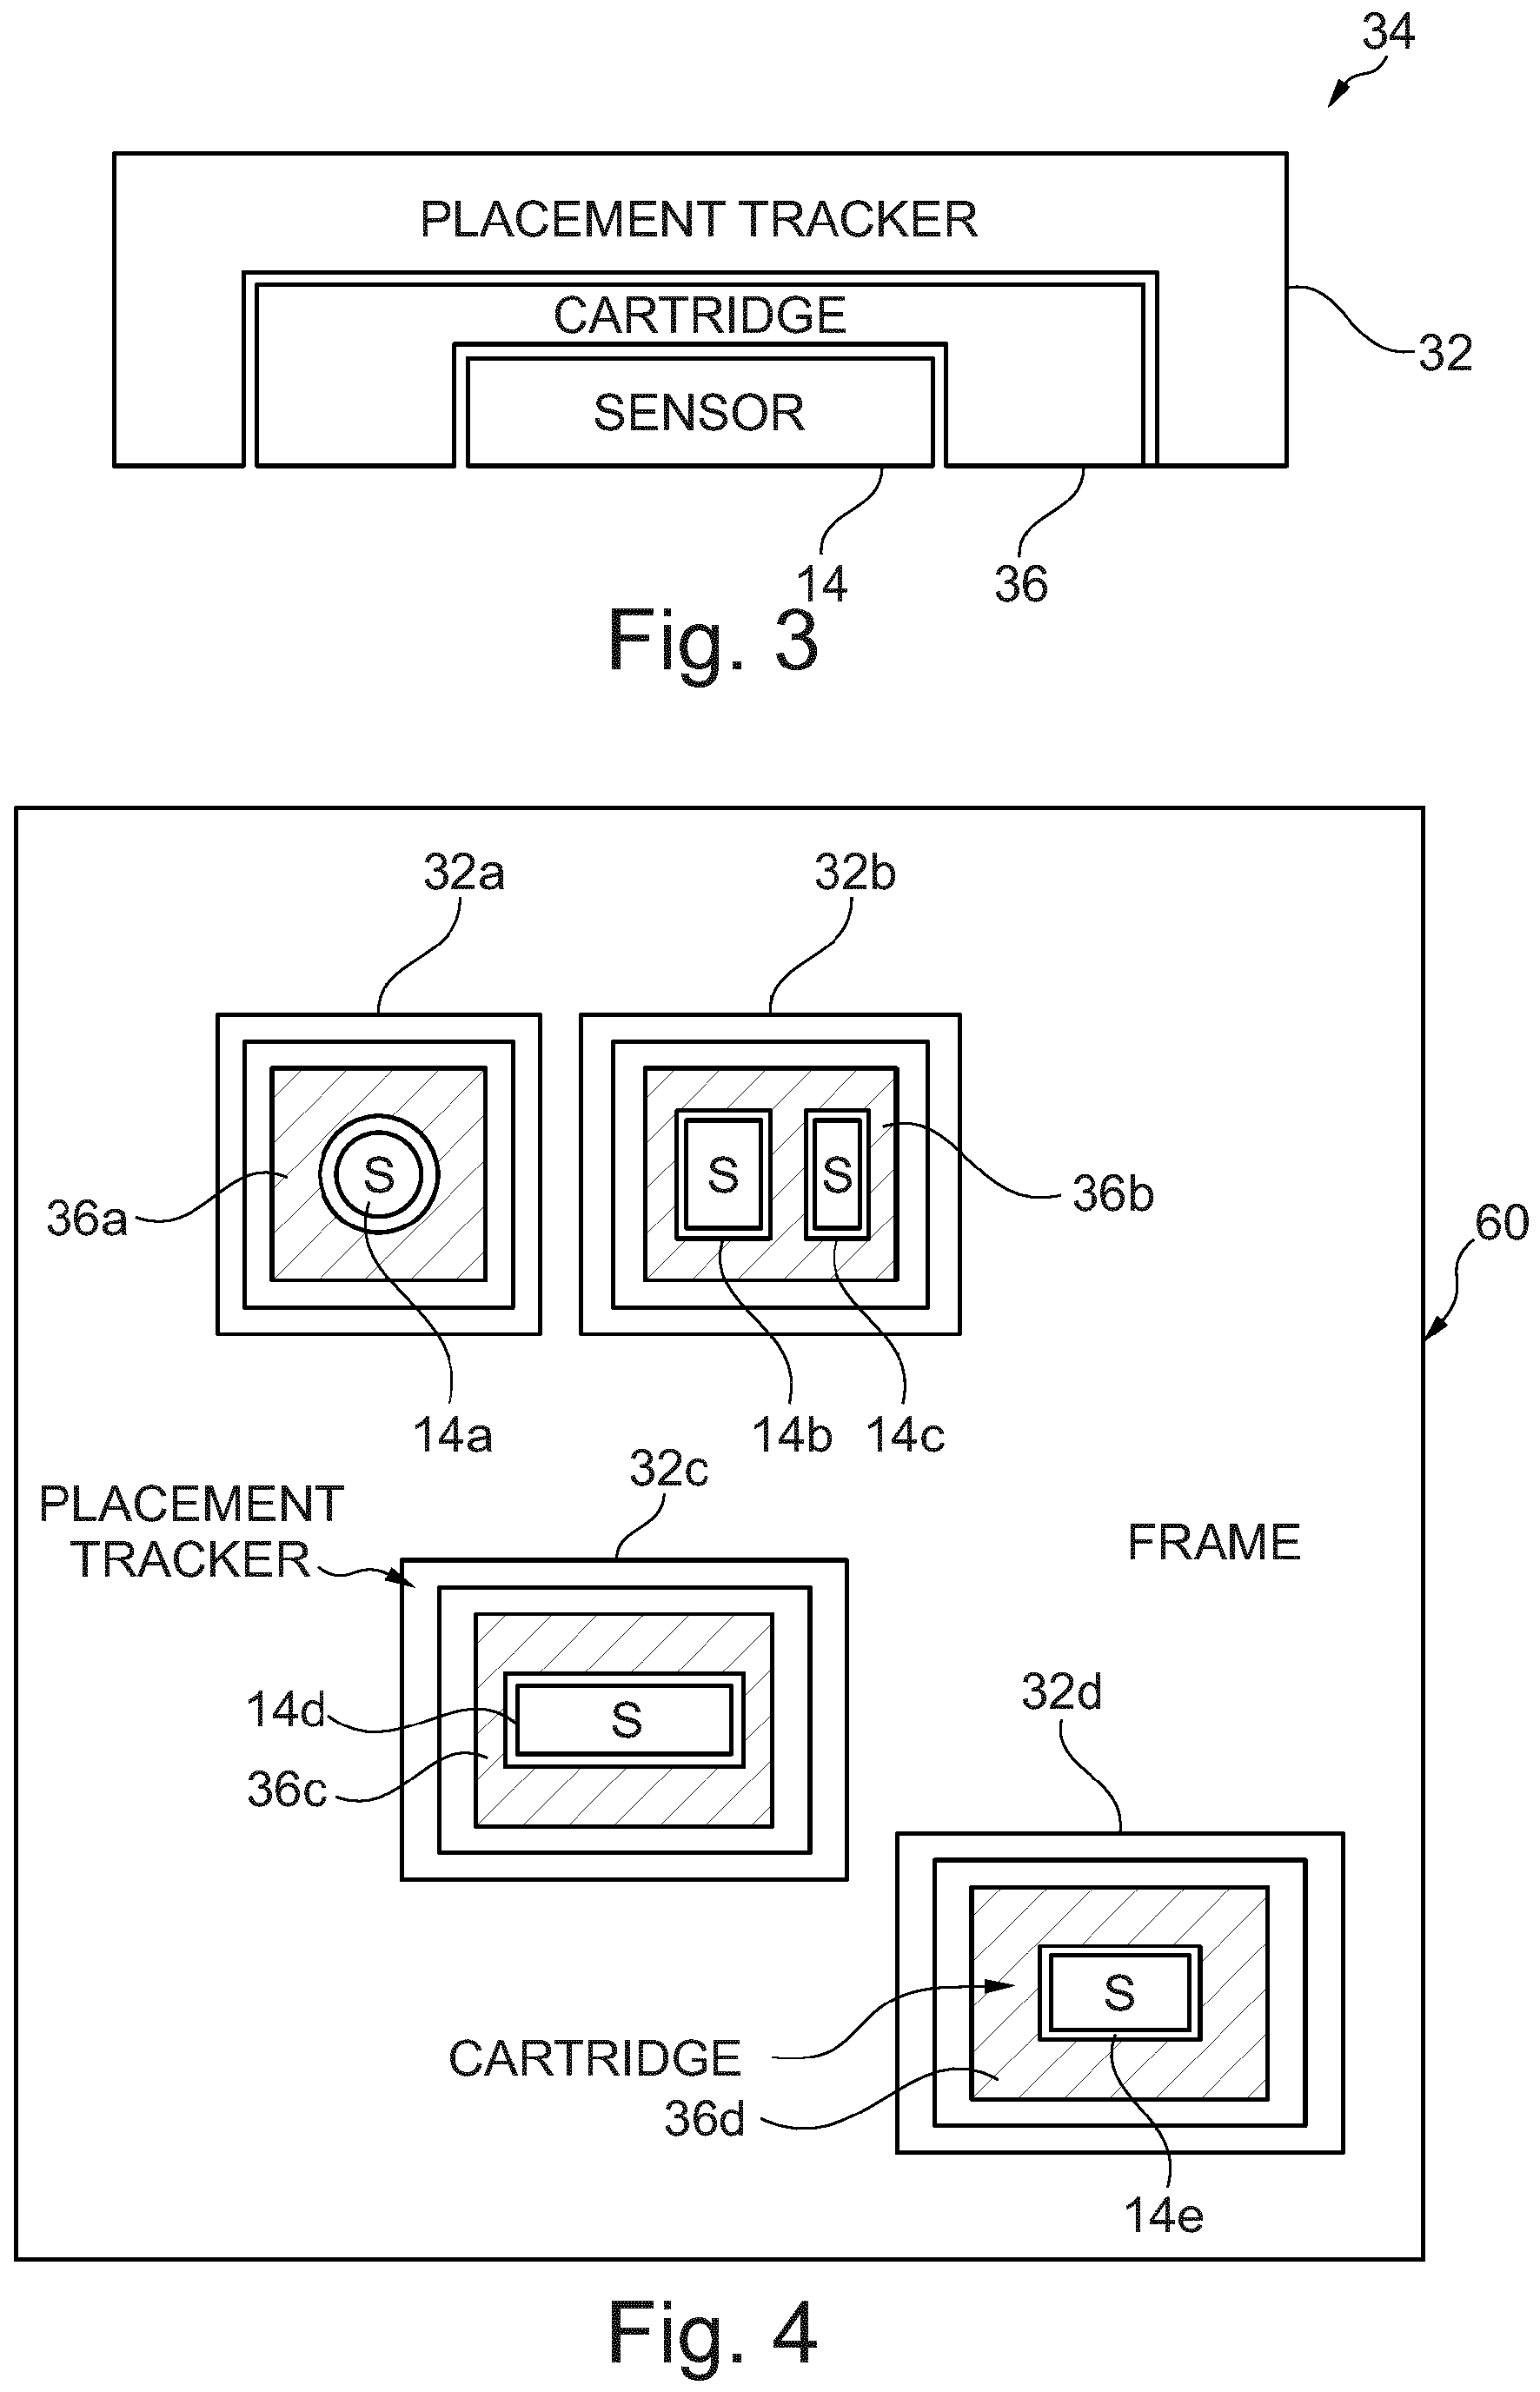 34
PLACEMENT TRACKER
CARTRIDGE
32
SENSOR
14
36
Fig. 3
32a
32b
S
S
S
36a
36b
60
14a
14b
14c
32c
PLACEMENT
TRACKER
FRAME
14d
S
32d
36c
S
CARTRIDGE
36d
14e
Fig. 4